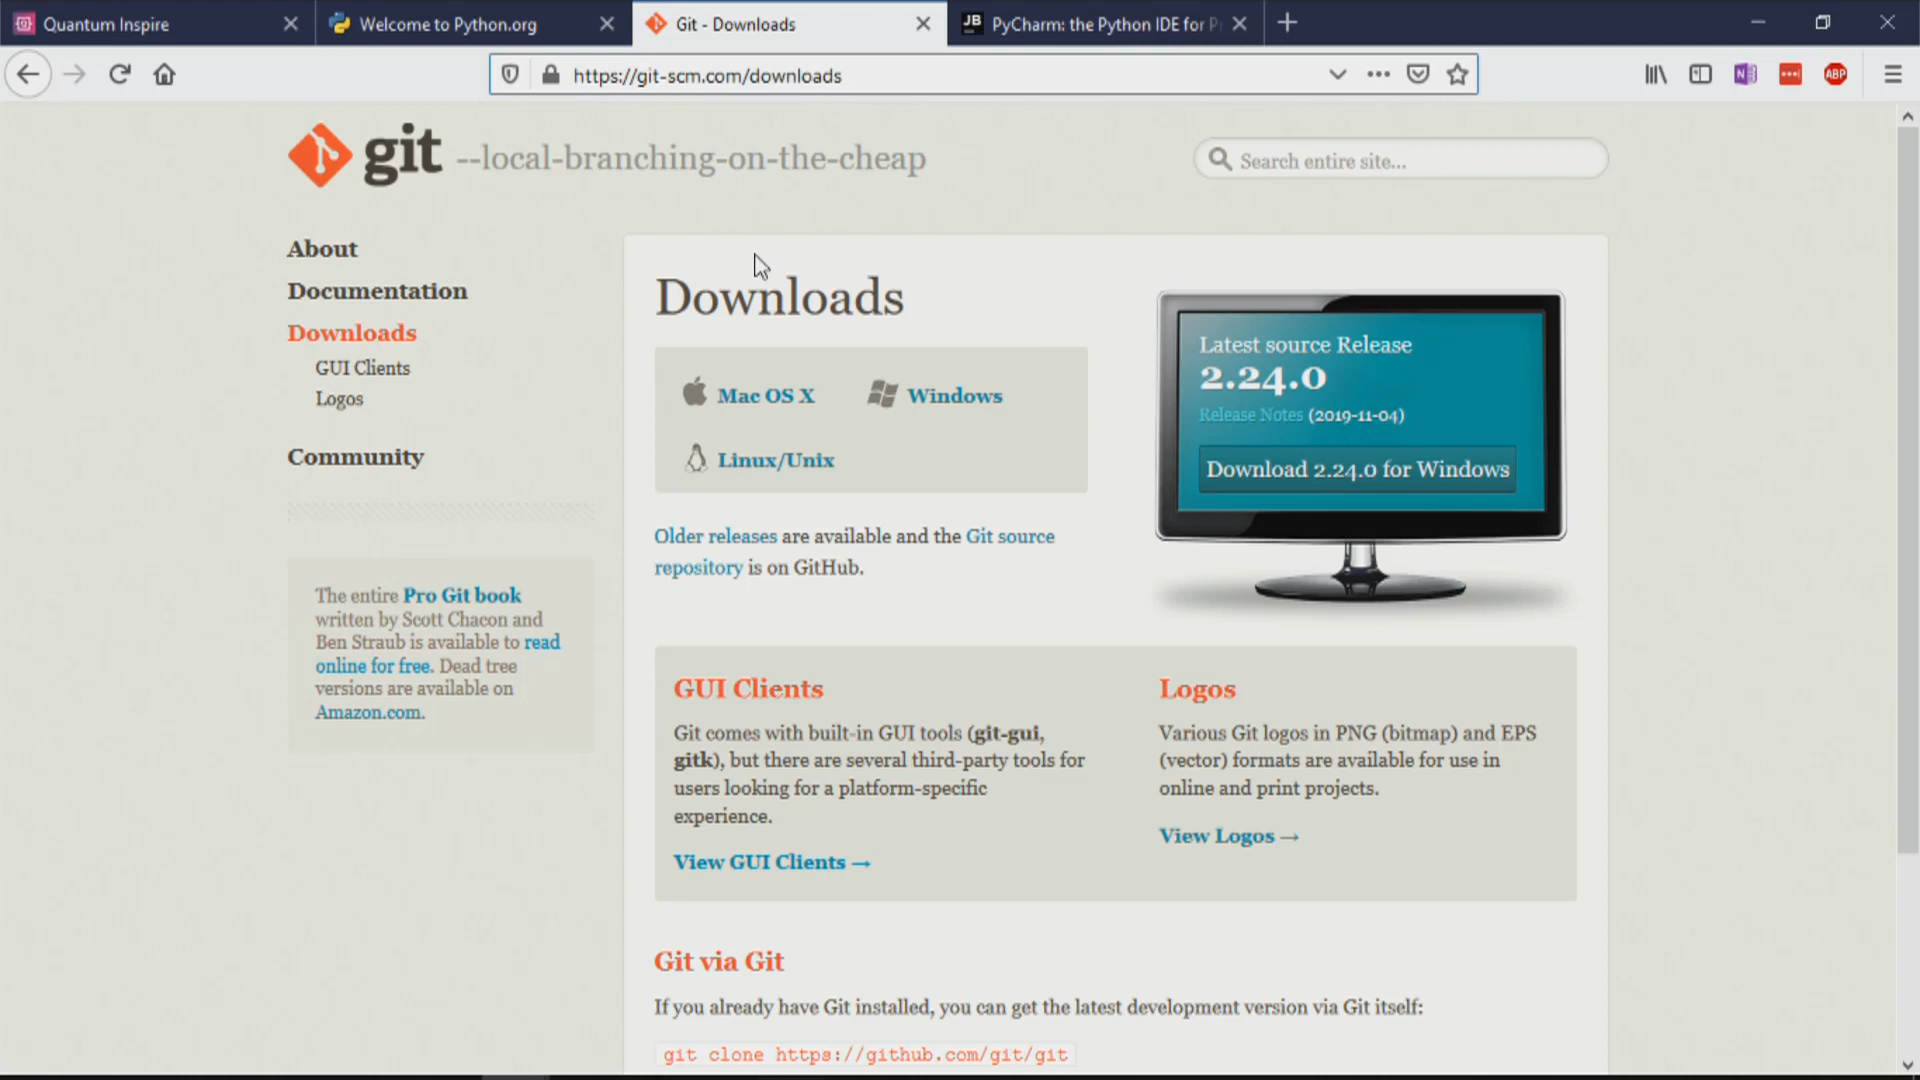 Quantum Inspire
Welcome to Python.org
Git - Downloads
JB
PyCharm: the Python IDE for P
https://git-scm.com/downloads
N
ABP
git --local-branching-on-the-cheap
Search entire site...
About
Documentation
Downloads
GUI Clients
Logos
Community
The entire Pro Git book
written by Scott Chacon and
Ben Straub is available to read
online for free. Dead tree
versions are available on
Amazon.com.
Downloads
Mac OS X
Windows
Linux/Unix
Older releases are available and the Git source
repository is on GitHub.
Latest source Release
2.24.0
Release Notes (2019-11-04)
Download 2.24.0 for Windows
GUI Clients
Git comes with built-in GUI tools (git-gui,
gitk), but there are several third-party tools for
users looking for a platform-specific
experience.
View GUI Clients →
Logos
Various Git logos in PNG (bitmap) and EPS
(vector) formats are available for use in
online and print projects.
View Logos →
Git via Git
If you already have Git installed, you can get the latest development version via Git itself:
git clone https://github.com/git/git